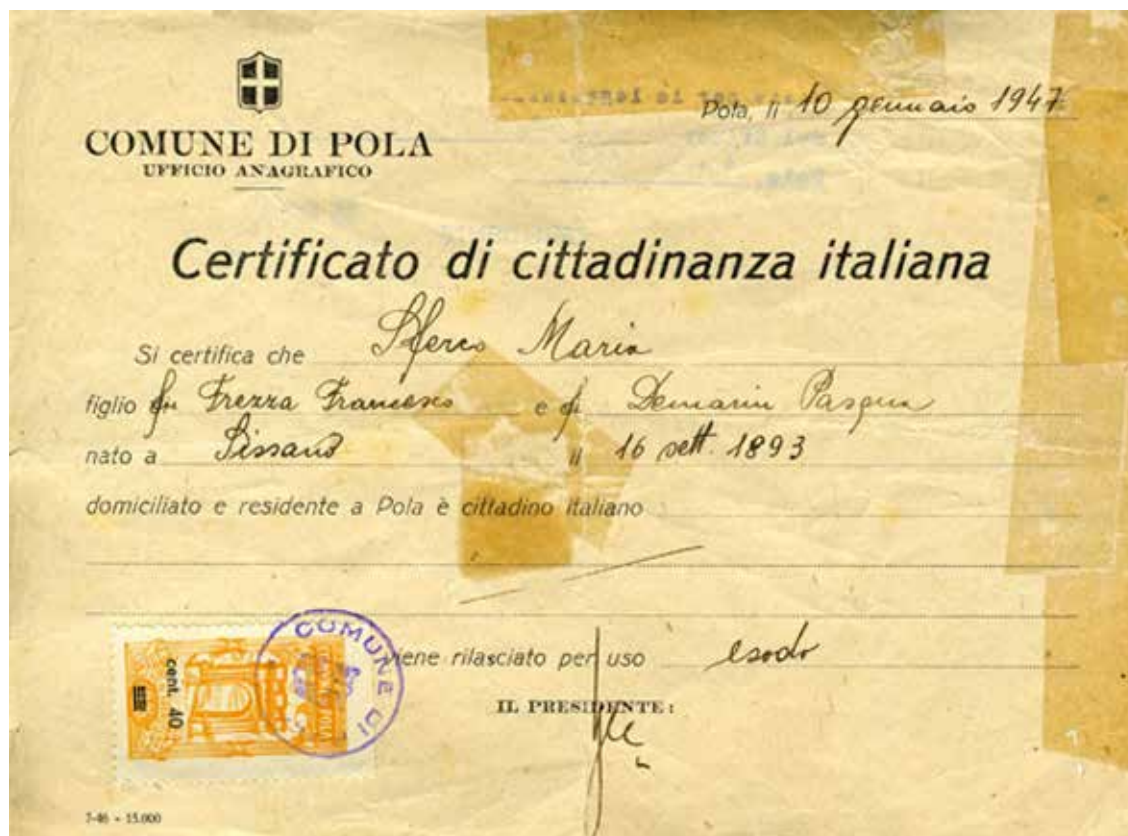 COMUNE DI POLA
UFFICIO ANAGRAFICO
Pola, li 10 gennaio 1947
Certificato di cittadinanza italiana
Si certifica che Sferco Maria
figlio fu Frezza Francesco e di Demarin Pasqua
nato a Sissano il 16 sett. 1893
domiciliato e residente a Pola è cittadino italiano
viene rilasciato per uso esodo
IL PRESIDENTE:
cent. 40
COMUNE DI
7-46 - 15.000